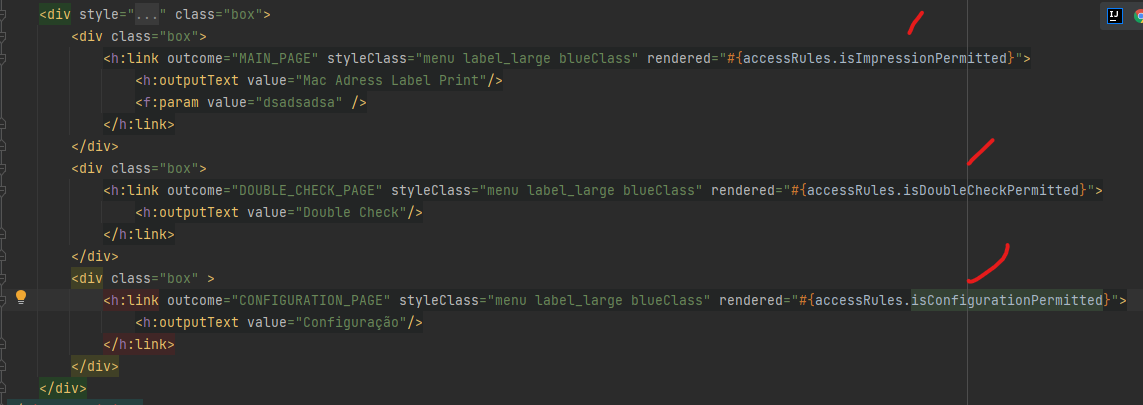 <div style="..." class="box">
<div class="box">
<h:link outcome="MAIN_PAGE" styleClass="menu label_large blueClass" rendered="#{accessRules.isImpressionPermitted}">
<h:outputText value="Mac Adress Label Print"/>
<f:param value="dsadsadsa" />
</h:link>
</div>
<div class="box">
<h:link outcome="DOUBLE_CHECK_PAGE" styleClass="menu label_large blueClass" rendered="#{accessRules.isDoubleCheckPermitted}">
<h:outputText value="Double Check"/>
</h:link>
</div>
<div class="box" >
<h:link outcome="CONFIGURATION_PAGE" styleClass="menu label_large blueClass" rendered="#{accessRules.isConfigurationPermitted}">
<h:outputText value="Configuração"/>
</h:link>
</div>
</div>
IJ